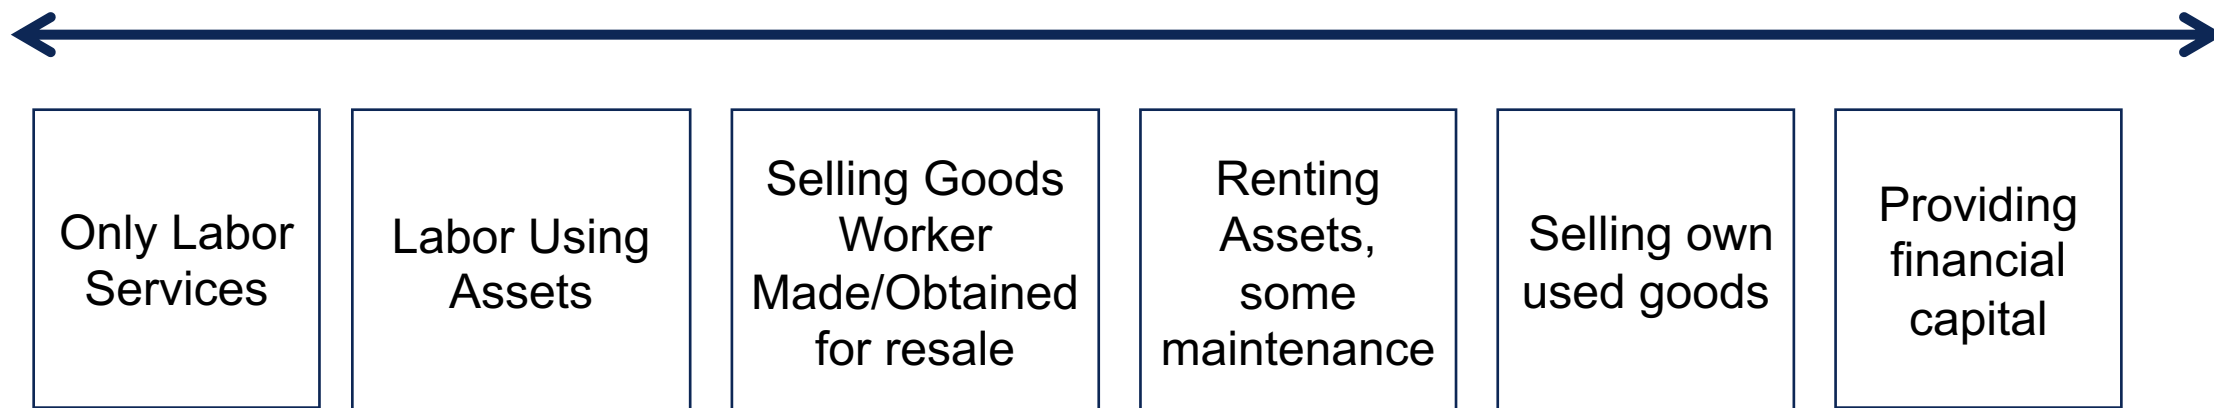 Only Labor
Services
Labor Using
Assets
Selling Goods
Worker
Made/Obtained
for resale
Renting
Assets,
some
maintenance
Selling own
used goods
Providing
financial
capital